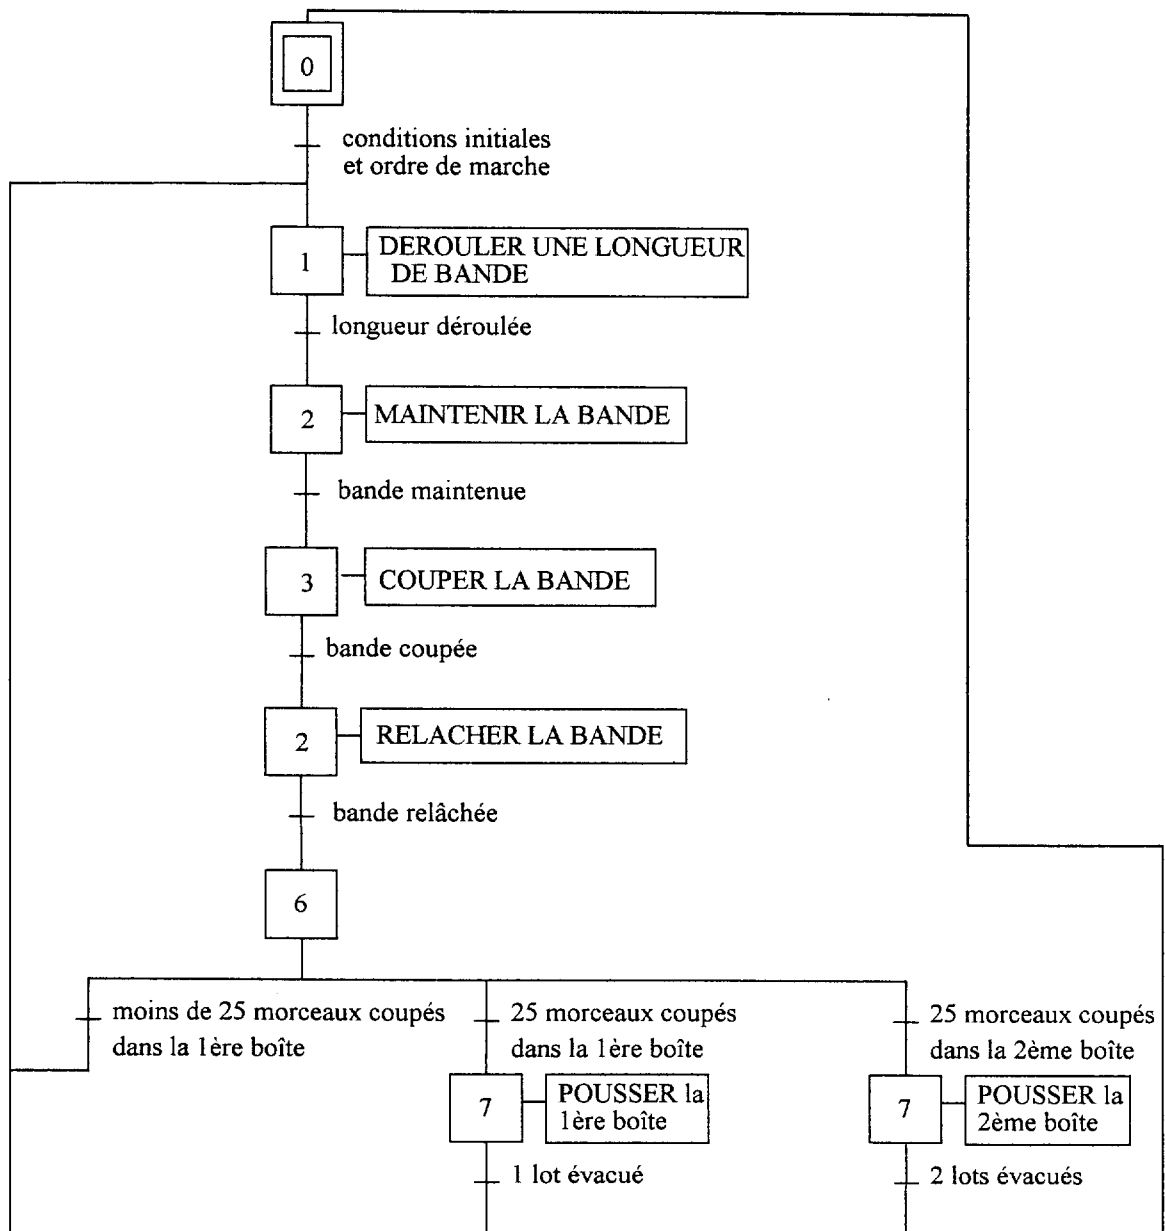 0
conditions initiales
et ordre de marche
1
DEROULER UNE LONGUEUR
DE BANDE
longueur déroulée
2
MAINTENIR LA BANDE
bande maintenue
3
COUPER LA BANDE
bande coupée
2
RELACHER LA BANDE
bande relâchée
6
moins de 25 morceaux coupés
dans la 1ère boîte
25 morceaux coupés
dans la 1ère boîte
25 morceaux coupés
dans la 2ème boîte
7
POUSSER la
1ère boîte
7
POUSSER la
2ème boîte
1 lot évacué
2 lots évacués